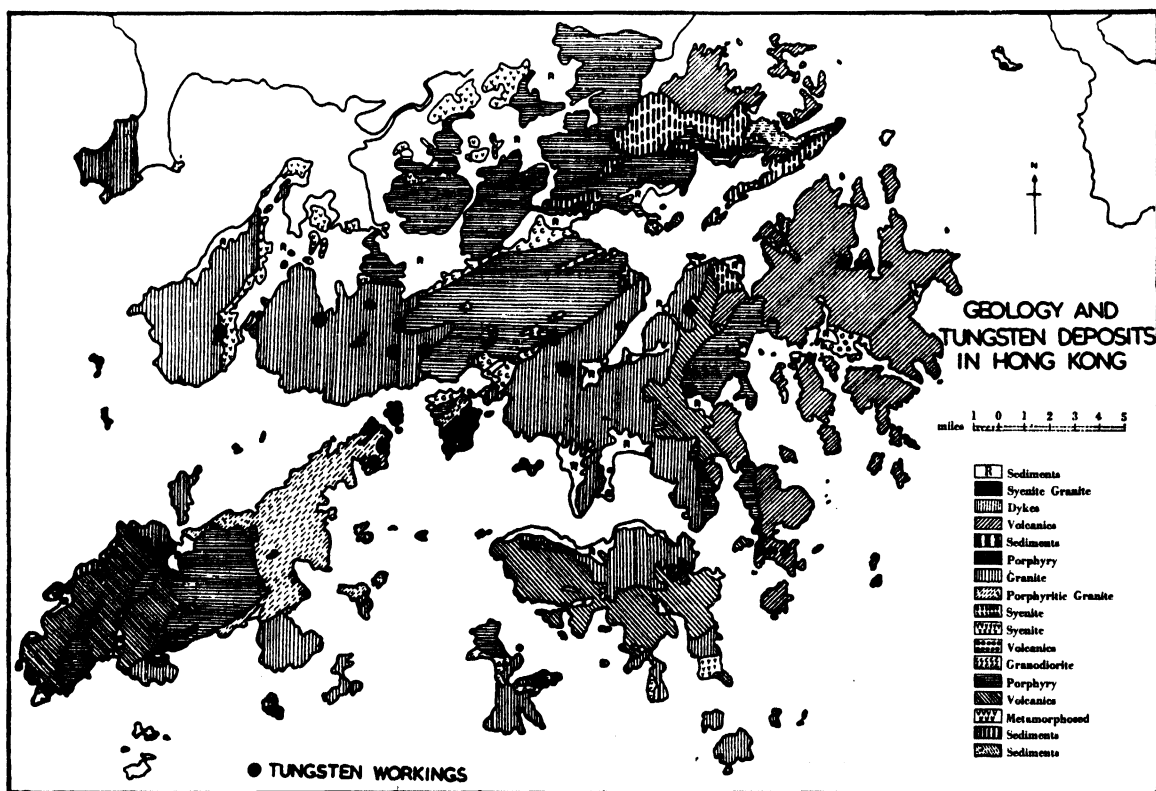 N
GEOLOGY AND
TUNGSTEN DEPOSITS
IN HONG KONG
miles 1 0 1 2 3 4 5
R Sediments
Syenite Granite
Dykes
Volcanics
Sediments
Porphyry
Granite
Porphyritic Granite
Syenite
Syenite
Volcanics
Granodiorite
Porphyry
Volcanics
Metamorphosed
Sediments
Sediments
R
R
R
R
R
R
R
R
R
R
TUNGSTEN WORKINGS